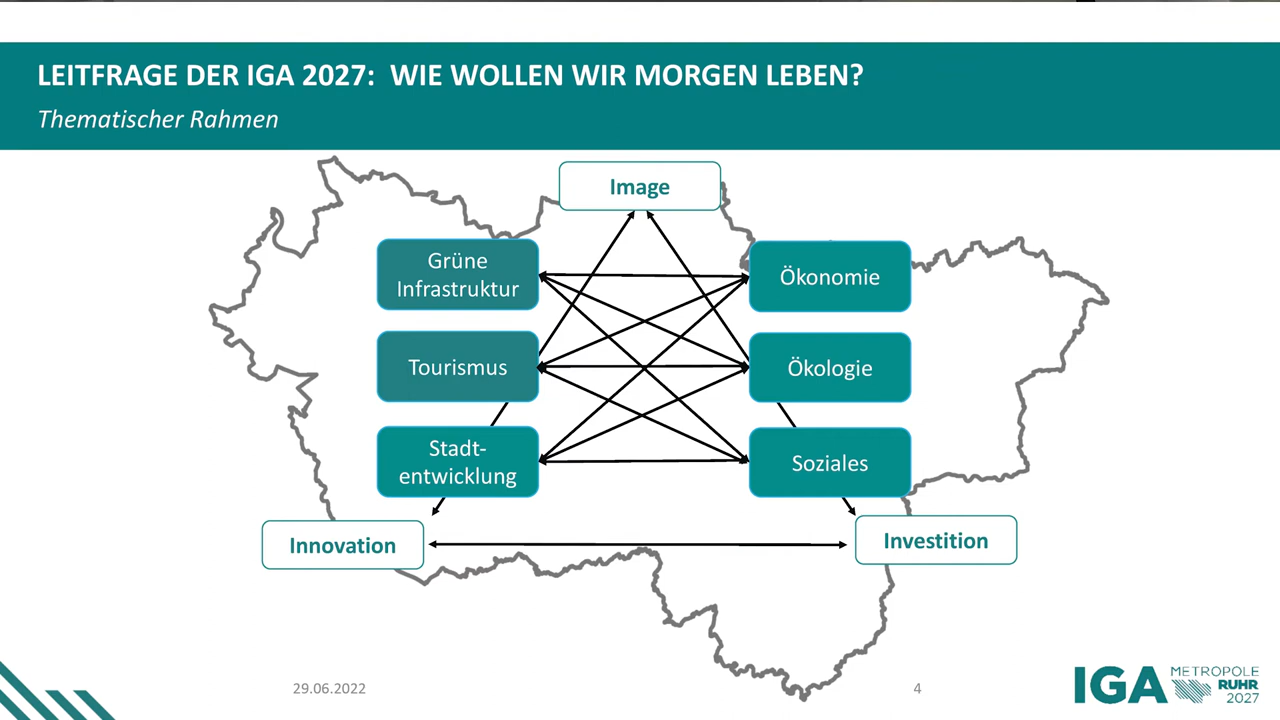 LEITFRAGE DER IGA 2027: WIE WOLLEN WIR MORGEN LEBEN?
Thematischer Rahmen
Image
Grüne
Infrastruktur
Ökonomie
Tourismus
Ökologie
Stadt-
entwicklung
Soziales
Innovation
Investition
29.06.2022
4
IGA
METROPOLE
RUHR
2027